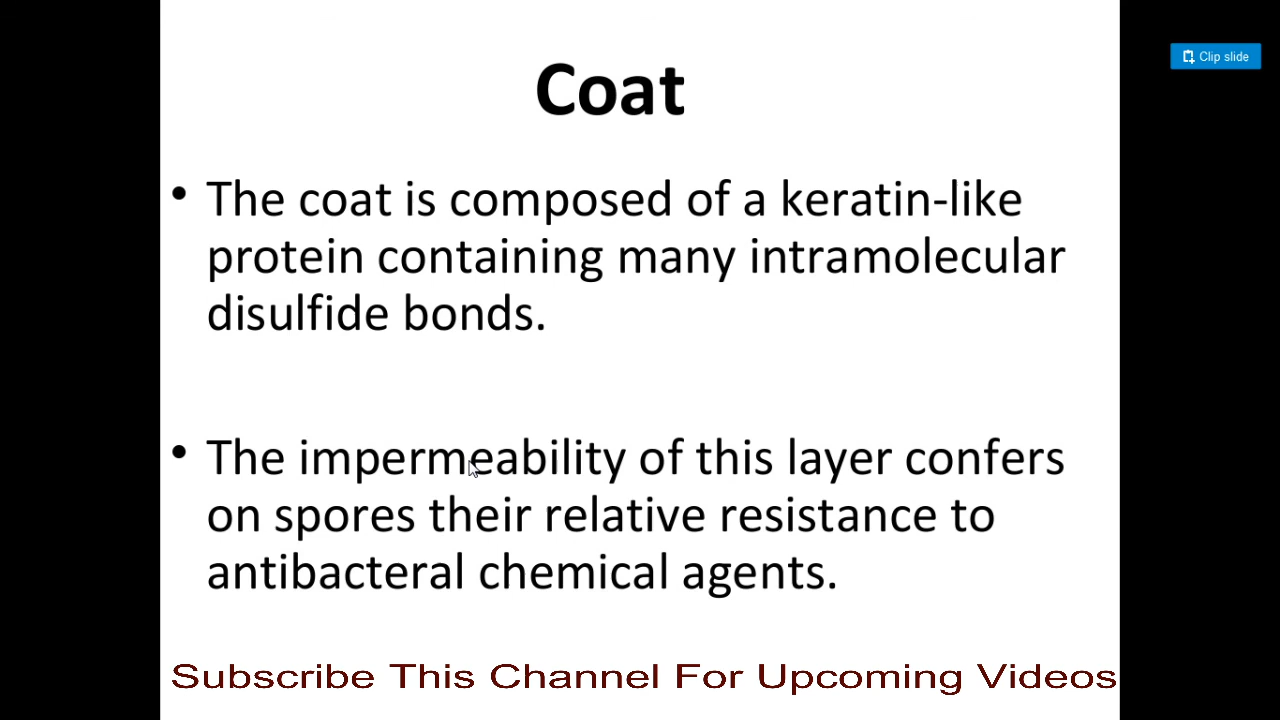 Clip slide
Coat
• The coat is composed of a keratin-like
protein containing many intramolecular
disulfide bonds.
• The impermeability of this layer confers
on spores their relative resistance to
antibacteral chemical agents.
Subscribe This Channel For Upcoming Videos